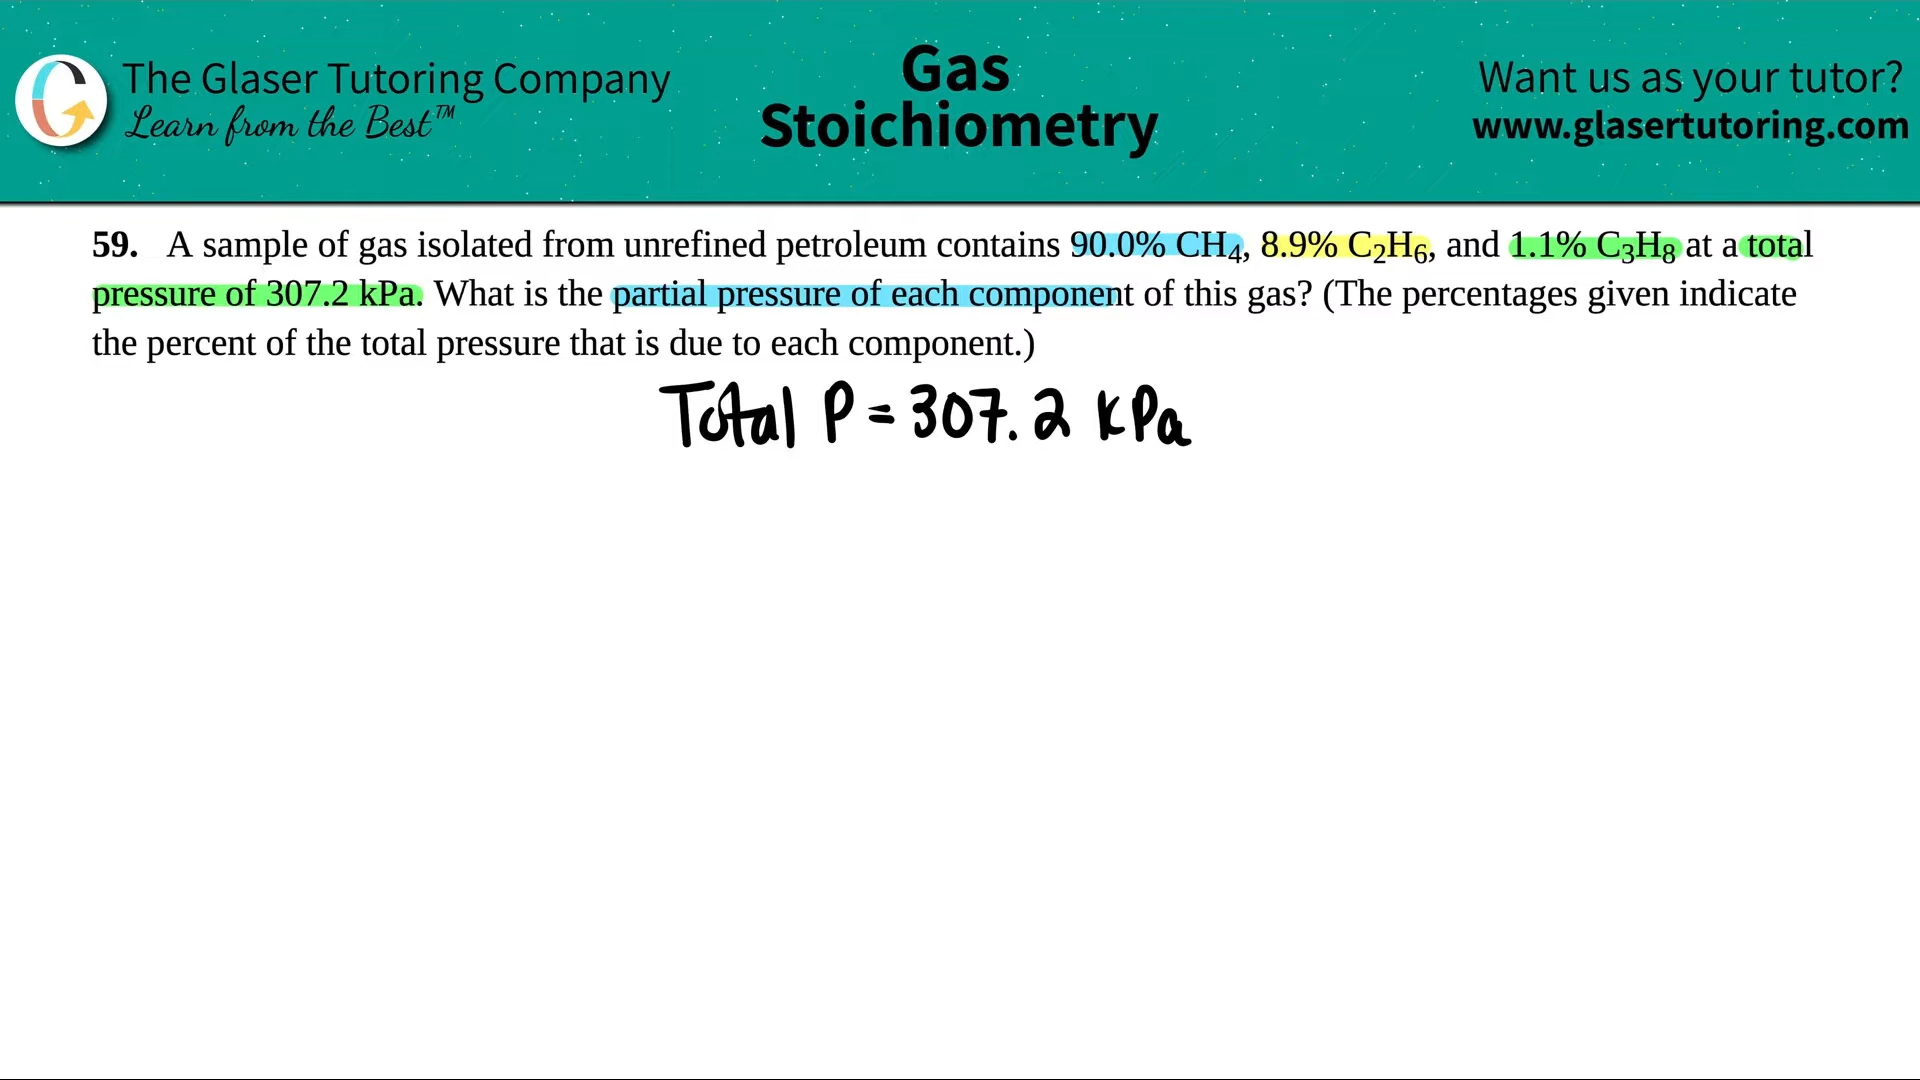 The Glaser Tutoring Company
Learn from the Best™
Gas
Stoichiometry
Want us as your tutor?
www.glasertutoring.com
59. A sample of gas isolated from unrefined petroleum contains 90.0% CH₄, 8.9% C₂H₆, and 1.1% C₃H₈ at a total
pressure of 307.2 kPa. What is the partial pressure of each component of this gas? (The percentages given indicate
the percent of the total pressure that is due to each component.)
Total P = 307.2 kPa